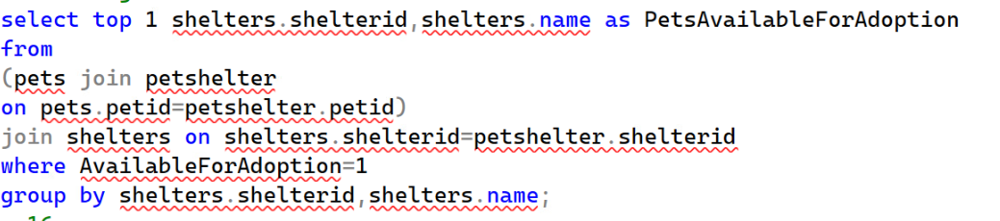 select top 1 shelters.shelterid,shelters.name as PetsAvailableForAdoption
from
(pets join petshelter
on pets.petid=petshelter.petid)
join shelters on shelters.shelterid=petshelter.shelterid
where AvailableForAdoption=1
group by shelters.shelterid,shelters.name;